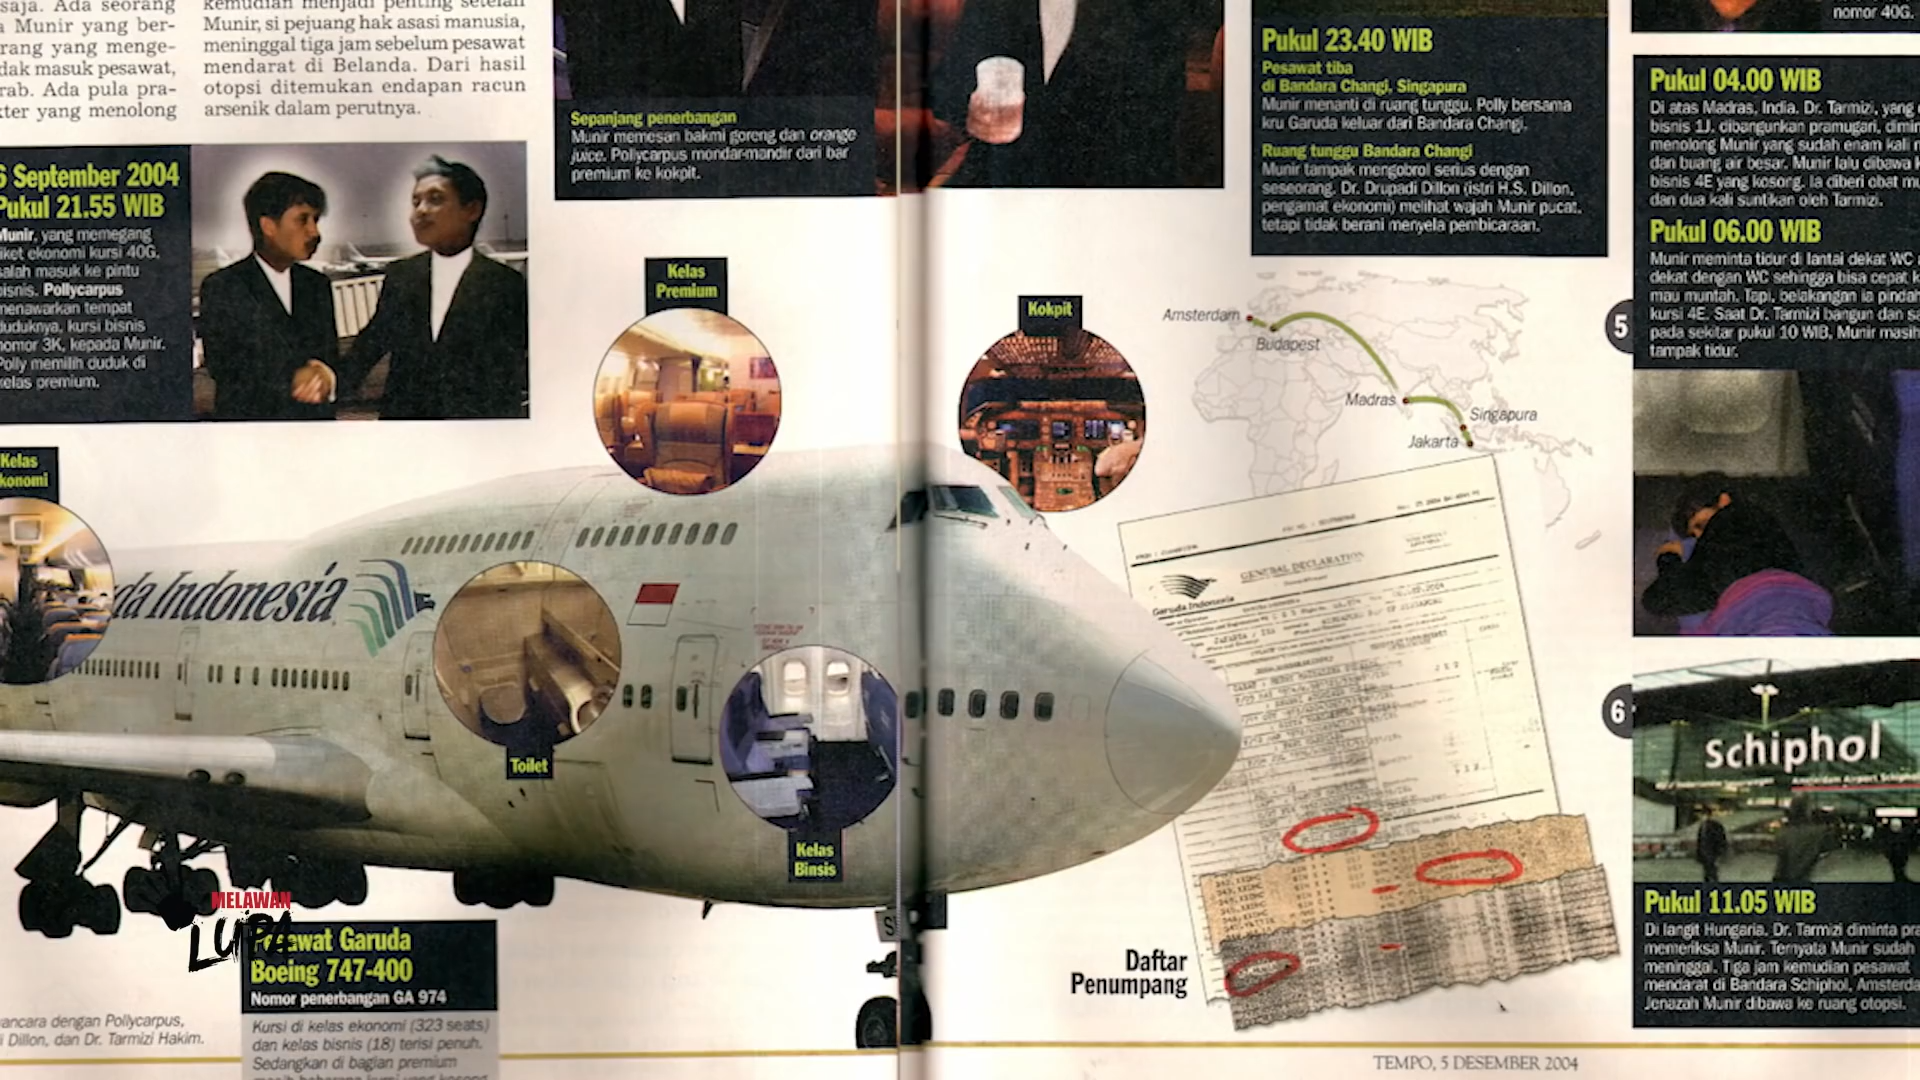 saja. Ada seorang
Munir yang ber-
rang yang menge-
dak masuk pesawat,
rab. Ada pula pra-
kter yang menolong
kemudian menjadi penting setelah
Munir, si pejuang hak asasi manusia,
meninggal tiga jam sebelum pesawat
mendarat di Belanda. Dari hasil
otopsi ditemukan endapan racun
arsenik dalam perutnya.
6 September 2004
Pukul 21.55 WIB
Munir, yang memegang
tiket ekonomi kursi 40G,
salah masuk ke pintu
bisnis. Pollycarpus
menawarkan tempat
duduknya, kursi bisnis
nomor 3K, kepada Munir.
Polly memilih duduk di
kelas premium.
Sepanjang penerbangan
Munir memesan bakmi goreng dan orange
juice. Pollycarpus mondar-mandir dari bar
premium ke kokpit.
Pukul 23.40 WIB
Pesawat tiba
di Bandara Changi, Singapura
Munir menanti di ruang tunggu. Polly bersama
kru Garuda keluar dari Bandara Changi.
Ruang tunggu Bandara Changi
Munir tampak mengobrol serius dengan
seseorang. Dr. Drupadi Dillon (istri H.S. Dillon,
pengamat ekonomi) melihat wajah Munir pucat,
tetapi tidak berani menyela pembicaraan.
nomor 40G.
Pukul 04.00 WIB
Di atas Madras, India. Dr. Tarmizi, yang
bisnis 1J, dibangunkan pramugari, dimin
menolong Munir yang sudah enam kali
dan buang air besar. Munir lalu dibawa k
bisnis 4E yang kosong. Ia diberi obat mu
dan dua kali suntikan oleh Tarmizi.
Pukul 06.00 WIB
Munir meminta tidur di lantai dekat WC
dekat dengan WC sehingga bisa cepat k
mau muntah. Tapi, belakangan ia pindah
kursi 4E. Saat Dr. Tarmizi bangun dan sa
pada sekitar pukul 10 WIB, Munir masih
tampak tidur.
Kelas
Premium
Kokpit
Amsterdam
Budapest
Madras
Singapura
Jakarta
5
Kelas
konomi
da Indonesia
Toilet
Kelas
Binsis
GENERAL DECLARATION
Garuda Indonesia
6
Schiphol
Pukul 11.05 WIB
Di langit Hungaria. Dr. Tarmizi diminta pra
memeriksa Munir. Ternyata Munir sudah
meninggal. Tiga jam kemudian pesawat
mendarat di Bandara Schiphol, Amsterda
Jenazah Munir dibawa ke ruang otopsi.
Daftar
Penumpang
MELAWAN
LUPA
awat Garuda
Boeing 747-400
Nomor penerbangan GA 974
Kursi di kelas ekonomi (323 seats)
dan kelas bisnis (18) terisi penuh.
Sedangkan di bagian premium
masih beberapa kursi yang kosong
ancara dengan Pollycarpus,
i Dillon, dan Dr. Tarmizi Hakim.
TEMPO, 5 DESEMBER 2004